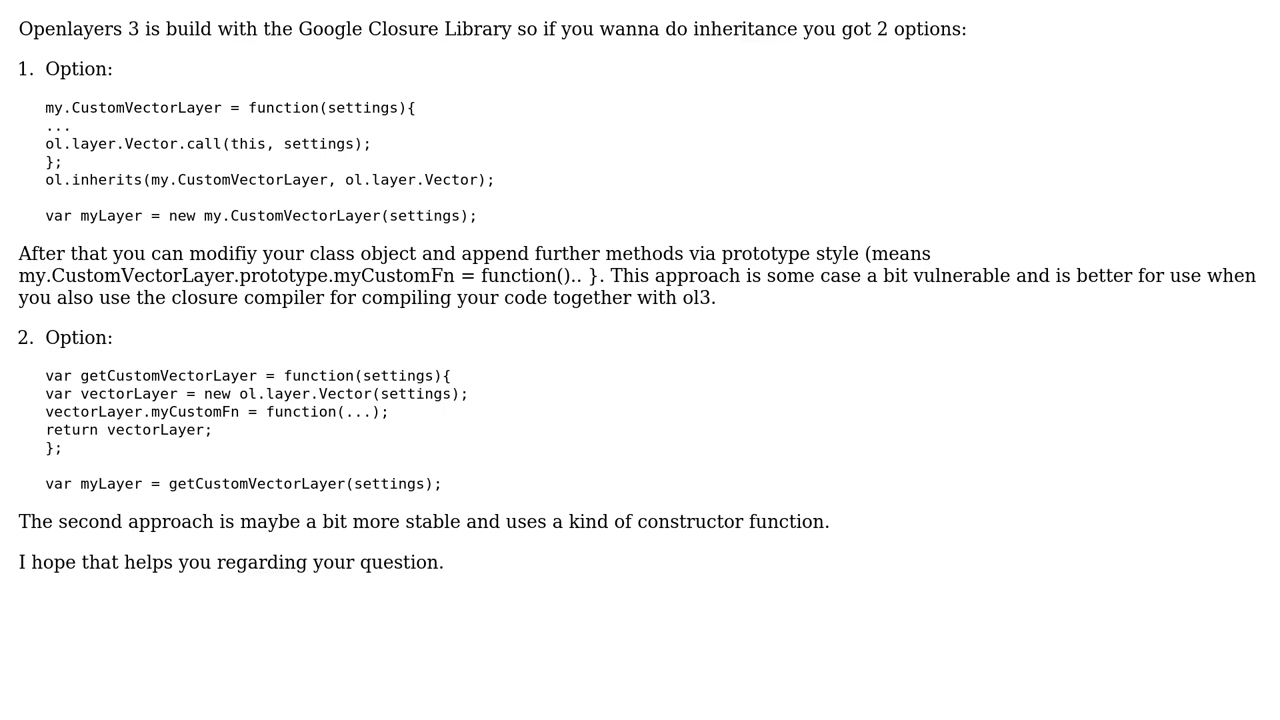 Openlayers 3 is build with the Google Closure Library so if you wanna do inheritance you got 2 options:
1. Option:
my.CustomVectorLayer = function(settings){
...
ol.layer.Vector.call(this, settings);
};
ol.inherits(my.CustomVectorLayer, ol.layer.Vector);
var myLayer = new my.CustomVectorLayer(settings);
After that you can modifiy your class object and append further methods via prototype style (means
my.CustomVectorLayer.prototype.myCustomFn = function().. }. This approach is some case a bit vulnerable and is better for use when
you also use the closure compiler for compiling your code together with ol3.
2. Option:
var getCustomVectorLayer = function(settings){
var vectorLayer = new ol.layer.Vector(settings);
vectorLayer.myCustomFn = function(...);
return vectorLayer;
};
var myLayer = getCustomVectorLayer(settings);
The second approach is maybe a bit more stable and uses a kind of constructor function.
I hope that helps you regarding your question.